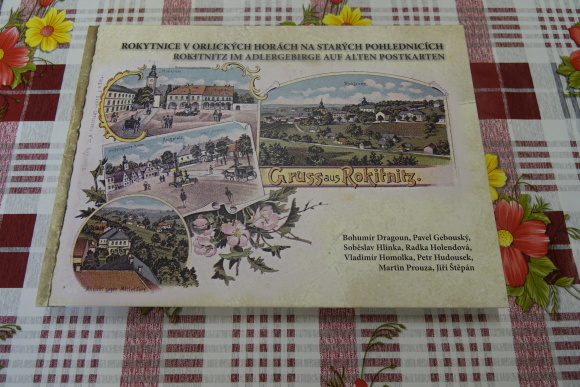 ROKYTNICE V ORLICKÝCH HORÁCH NA STARÝCH POHLEDNICÍCH
ROKITNITZ IM ADLERGEBIRGE AUF ALTEN POSTKARTEN
Gruss aus Rokitnitz.
Bohumír Dragoun, Pavel Gebouský,
Soběslav Hlinka, Radka Holendová,
Vladimír Homolka, Petr Hudousek,
Martin Prouza, Jiří Štěpán